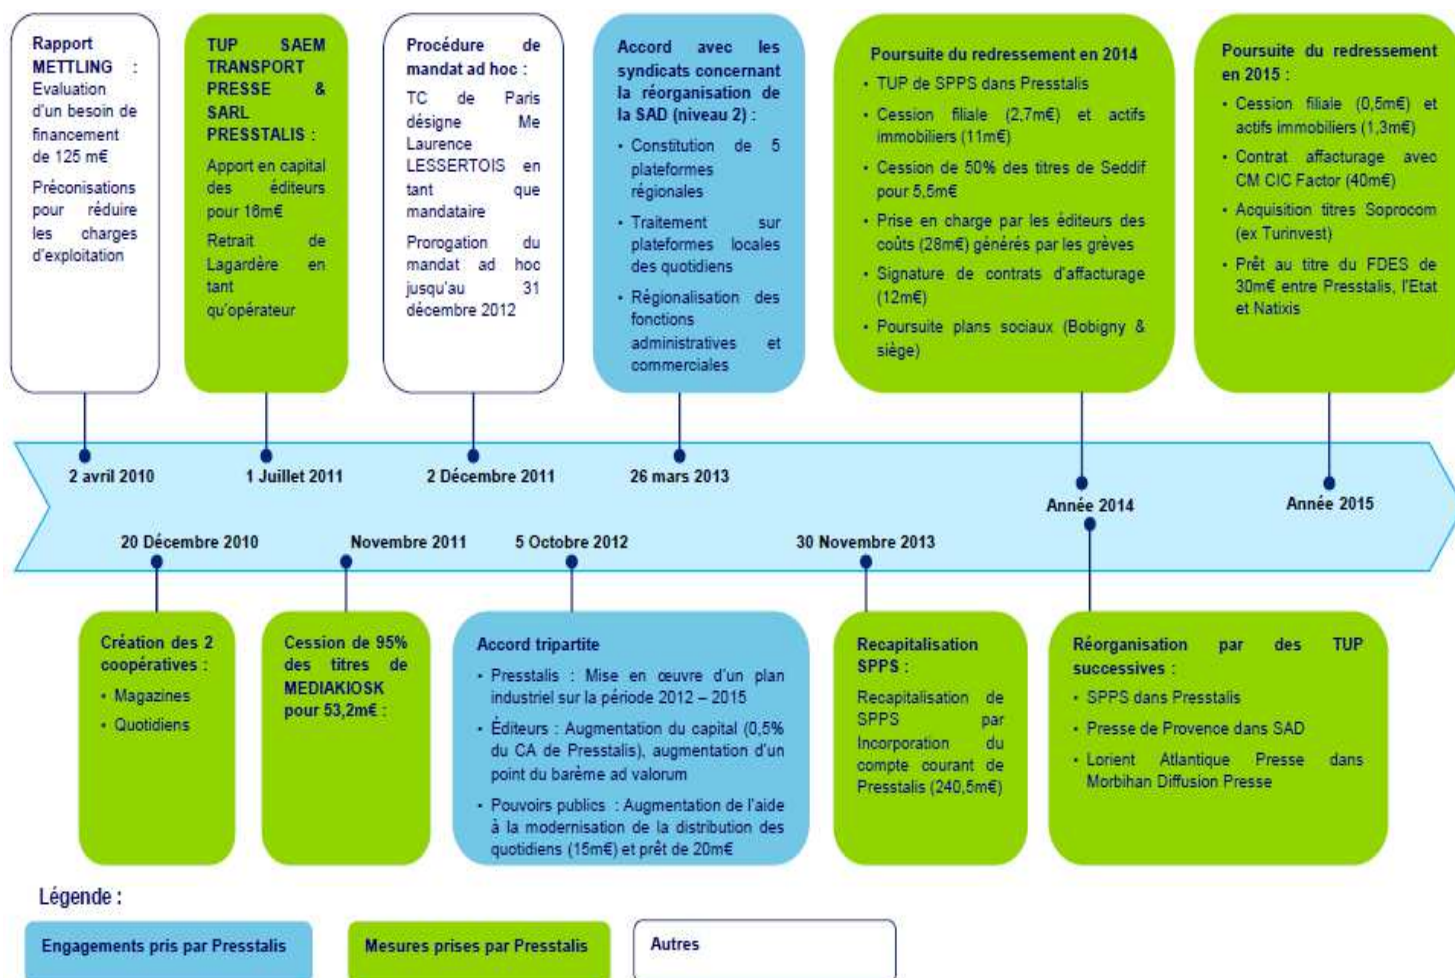 Rapport
METTLING :
Evaluation
d'un besoin de
financement
de 125 m€
Préconisations
pour réduire
les charges
d'exploitation
TUP SAEM
TRANSPORT
PRESSE &
SARL
PRESSTALIS :
Apport en capital
des éditeurs
pour 16m€
Retrait de
Lagardère en
tant
qu'opérateur
Procédure de
mandat ad hoc :
TC de Paris
désigne Me
Laurence
LESSERTOIS en
tant que
mandataire
Prorogation du
mandat ad hoc
jusqu'au 31
décembre 2012
Accord avec les
syndicats concernant
la réorganisation de
la SAD (niveau 2) :
• Constitution de 5
plateformes
régionales
• Traitement sur
plateformes locales
des quotidiens
• Régionalisation des
fonctions
administratives et
commerciales
Poursuite du redressement en 2014
• TUP de SPPS dans Presstalis
• Cession filiale (2,7m€) et actifs
immobiliers (11m€)
• Cession de 50% des titres de Seddif
pour 5,5m€
• Prise en charge par les éditeurs des
coûts (28m€) générés par les grèves
• Signature de contrats d'affacturage
(12m€)
• Poursuite plans sociaux (Bobigny &
siège)
Poursuite du redressement
en 2015 :
• Cession filiale (0,5m€) et
actifs immobiliers (1,3m€)
• Contrat affacturage avec
CM CIC Factor (40m€)
• Acquisition titres Soprocom
(ex Turinvest)
• Prêt au titre du FDES de
30m€ entre Presstalis, l'Etat
et Natixis
2 avril 2010
1 Juillet 2011
2 Décembre 2011
26 mars 2013
Année 2014
Année 2015
20 Décembre 2010
Novembre 2011
5 Octobre 2012
30 Novembre 2013
Création des 2
coopératives :
• Magazines
• Quotidiens
Cession de 95%
des titres de
MEDIAKIOSK
pour 53,2m€ :
Accord tripartite
• Presstalis : Mise en œuvre d'un plan
industriel sur la période 2012 – 2015
• Éditeurs : Augmentation du capital (0,5%
du CA de Presstalis), augmentation d'un
point du barème ad valorum
• Pouvoirs publics : Augmentation de l'aide
à la modernisation de la distribution des
quotidiens (15m€) et prêt de 20m€
Recapitalisation
SPPS :
Recapitalisation de
SPPS par
Incorporation du
compte courant de
Presstalis (240,5m€)
Réorganisation par des TUP
successives :
• SPPS dans Presstalis
• Presse de Provence dans SAD
• Lorient Atlantique Presse dans
Morbihan Diffusion Presse
Légende :
Engagements pris par Presstalis
Mesures prises par Presstalis
Autres